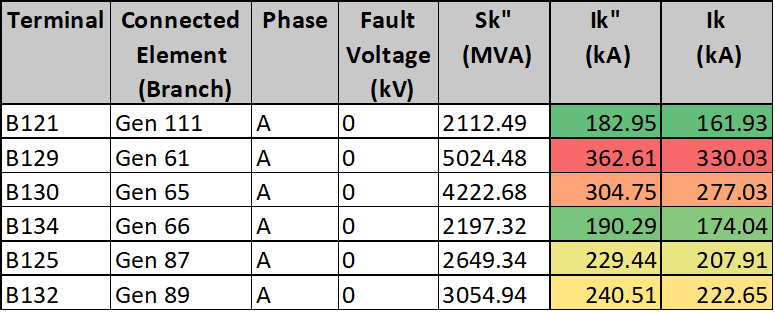 Terminal Connected Element (Branch) Phase Fault Voltage (kV) Sk" (MVA) Ik" (kA) Ik (kA)
B121 Gen 111 A 0 2112.49 182.95 161.93
B129 Gen 61 A 0 5024.48 362.61 330.03
B130 Gen 65 A 0 4222.68 304.75 277.03
B134 Gen 66 A 0 2197.32 190.29 174.04
B125 Gen 87 A 0 2649.34 229.44 207.91
B132 Gen 89 A 0 3054.94 240.51 222.65